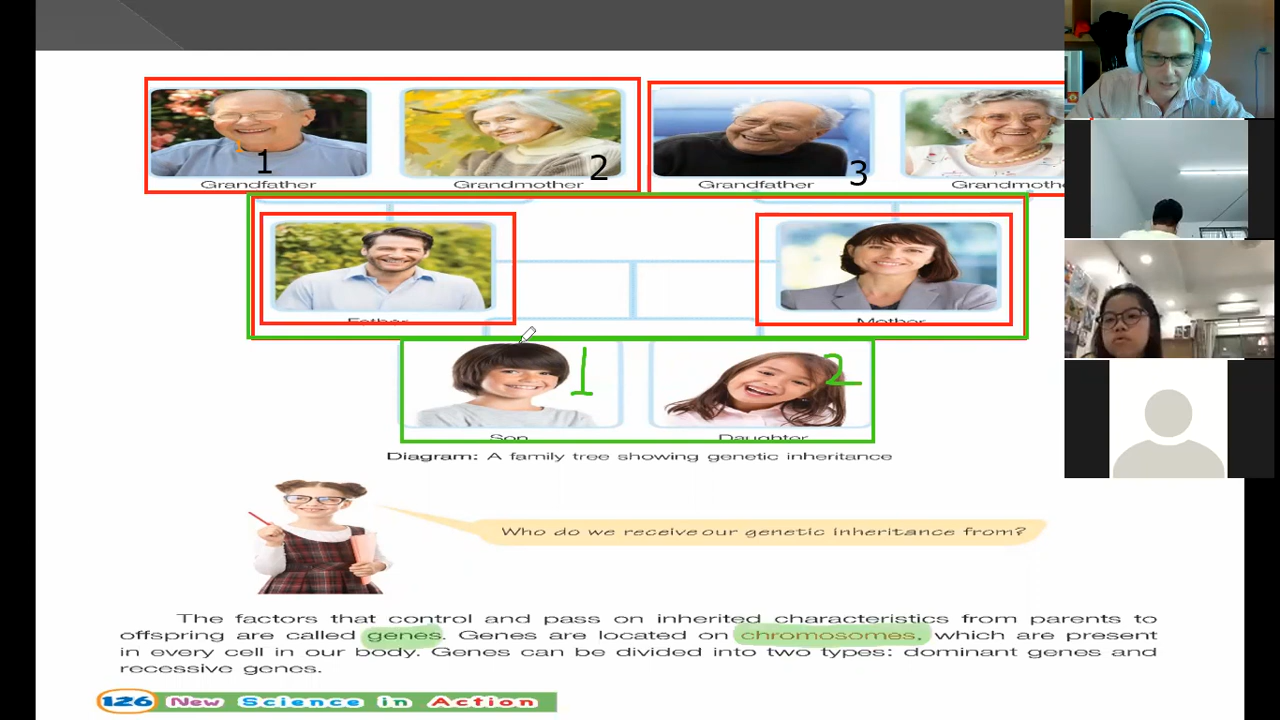 1
2
3
Grandfather
Grandmother
Grandfather
Father
Mother
1
2
Son
Daughter
Diagram: A family tree showing genetic inheritance
Who do we receive our genetic inheritance from?
The factors that control and pass on inherited characteristics from parents to
offspring are called genes. Genes are located on chromosomes, which are present
in every cell in our body. Genes can be divided into two types: dominant genes and
recessive genes.
126 New Science in Action